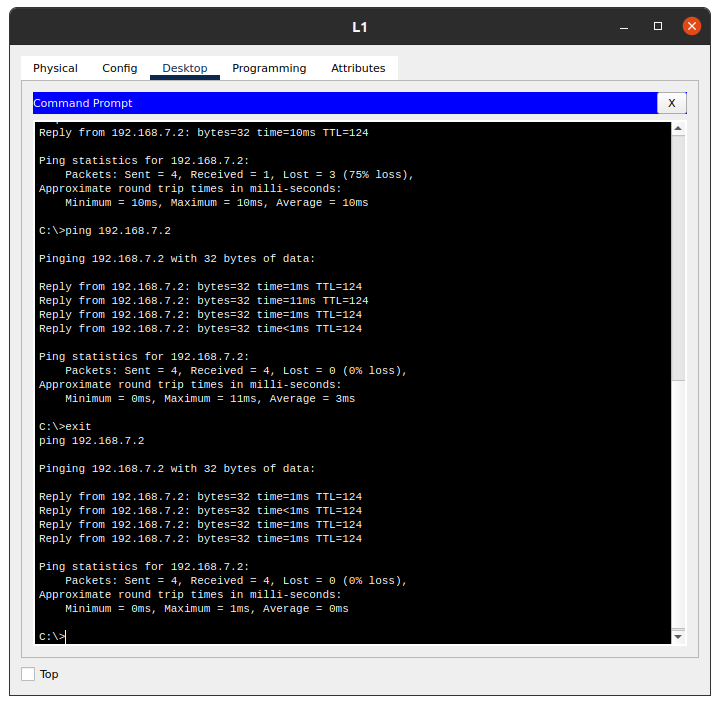 L1
Physical Config Desktop Programming Attributes
Command Prompt X
Reply from 192.168.7.2: bytes=32 time=10ms TTL=124
Ping statistics for 192.168.7.2:
Packets: Sent = 4, Received = 1, Lost = 3 (75% loss),
Approximate round trip times in milli-seconds:
Minimum = 10ms, Maximum = 10ms, Average = 10ms
C:\>ping 192.168.7.2
Pinging 192.168.7.2 with 32 bytes of data:
Reply from 192.168.7.2: bytes=32 time=1ms TTL=124
Reply from 192.168.7.2: bytes=32 time=11ms TTL=124
Reply from 192.168.7.2: bytes=32 time=1ms TTL=124
Reply from 192.168.7.2: bytes=32 time<1ms TTL=124
Ping statistics for 192.168.7.2:
Packets: Sent = 4, Received = 4, Lost = 0 (0% loss),
Approximate round trip times in milli-seconds:
Minimum = 0ms, Maximum = 11ms, Average = 3ms
C:\>exit
ping 192.168.7.2
Pinging 192.168.7.2 with 32 bytes of data:
Reply from 192.168.7.2: bytes=32 time=1ms TTL=124
Reply from 192.168.7.2: bytes=32 time<1ms TTL=124
Reply from 192.168.7.2: bytes=32 time=1ms TTL=124
Reply from 192.168.7.2: bytes=32 time=1ms TTL=124
Ping statistics for 192.168.7.2:
Packets: Sent = 4, Received = 4, Lost = 0 (0% loss),
Approximate round trip times in milli-seconds:
Minimum = 0ms, Maximum = 1ms, Average = 0ms
C:\>
Top